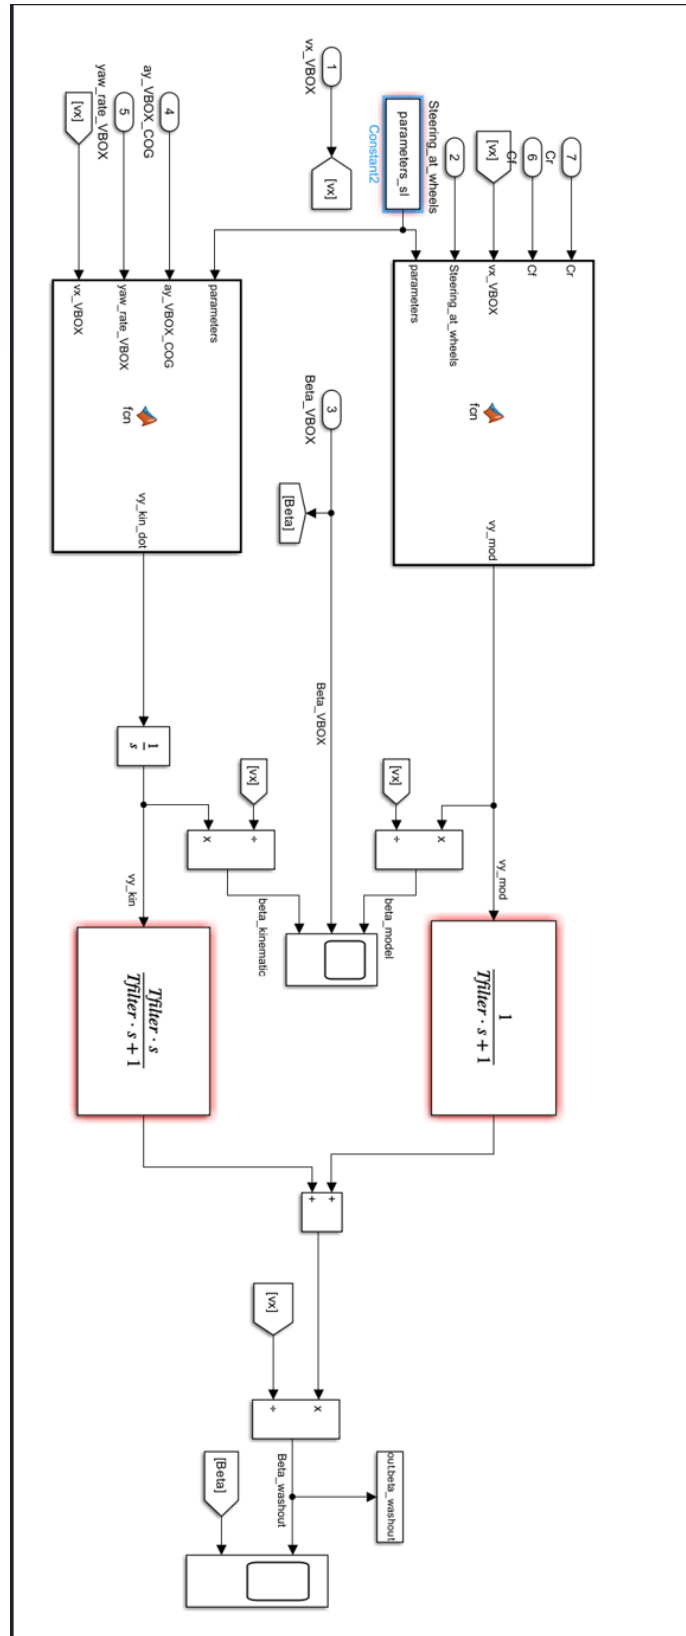 7
Cr
6
Cf
[vx]
2
Steering_at_wheels
parameters_sl
Constant2
1
vx_VBOX
[vx]
Cr
Cf
vx_VBOX
Steering_at_wheels
parameters
fcn
vy_mod
vy_mod
1
Tfilter · s + 1
[vx]
×
÷
beta_model
3
Beta_VBOX
[Beta]
Beta_VBOX
[vx]
÷
×
beta_kinematic
4
ay_VBOX_COG
5
yaw_rate_VBOX
[vx]
parameters
ay_VBOX_COG
yaw_rate_VBOX
vx_VBOX
fcn
vy_kin_dot
1
s
vy_kin
Tfilter · s
Tfilter · s + 1
+
+
[vx]
×
÷
out.beta_washout
Beta_washout
[Beta]